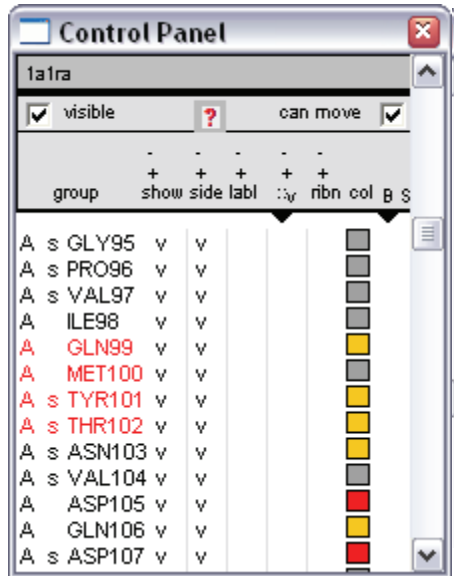 Control Panel
1a1ra
visible ? can move
- - - -
+ + + + +
group show side labl ::v ribn col B S
A s GLY95 v v
A s PRO96 v v
A s VAL97 v v
A ILE98 v v
A GLN99 v v
A MET100 v v
A s TYR101 v v
A s THR102 v v
A s ASN103 v v
A s VAL104 v v
A ASP105 v v
A GLN106 v v
A s ASP107 v v